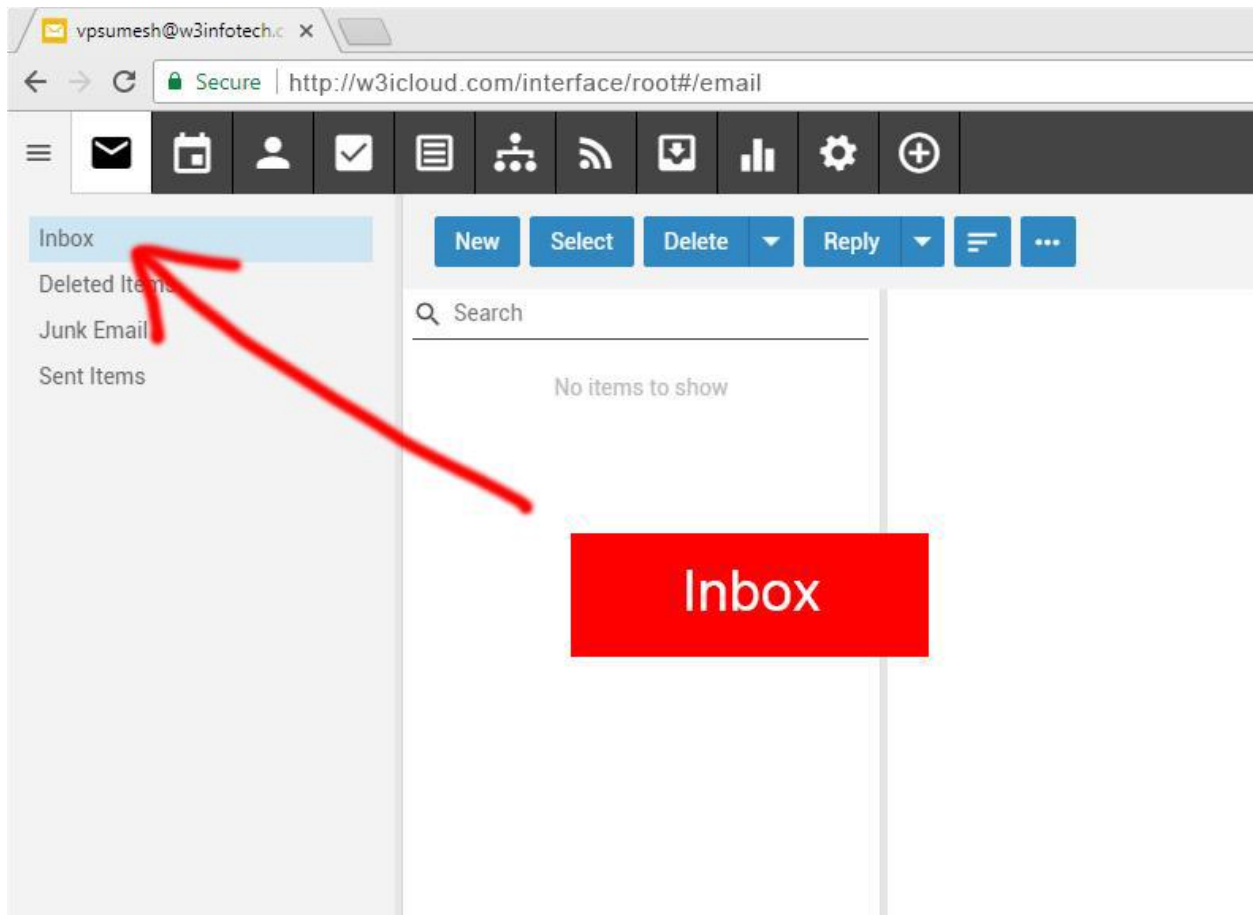 vpsumesh@w3infotech.c
Secure http://w3icloud.com/interface/root#/email
New Select Delete Reply
Inbox
Deleted Items
Junk Email
Sent Items
Search
No items to show
Inbox